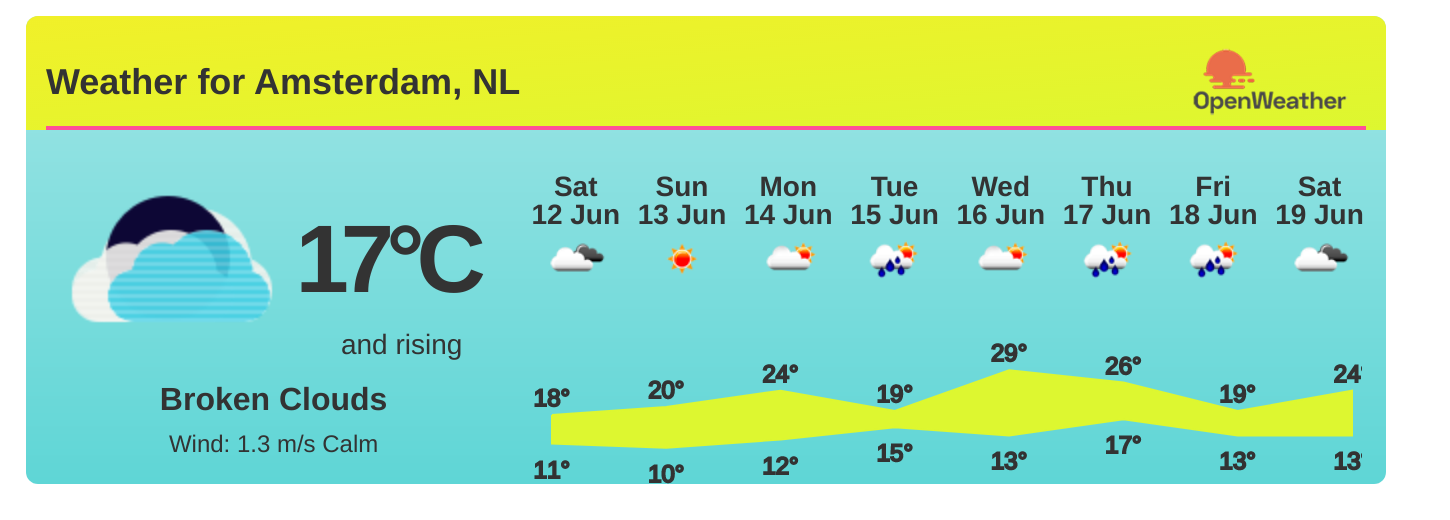 Weather for Amsterdam, NL
OpenWeather
Sat Sun Mon Tue Wed Thu Fri Sat
12 Jun 13 Jun 14 Jun 15 Jun 16 Jun 17 Jun 18 Jun 19 Jun
17°C
and rising
Broken Clouds
Wind: 1.3 m/s Calm
18° 20° 24° 19° 29° 26° 19° 24°
11° 10° 12° 15° 13° 17° 13° 13°